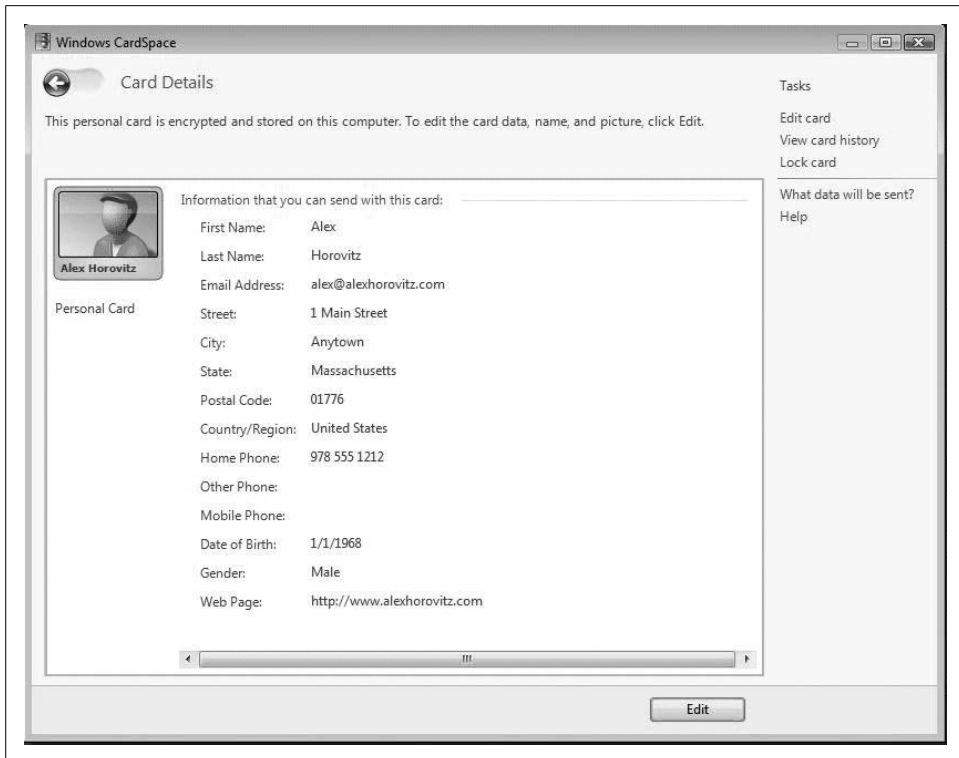 Windows CardSpace
Card Details
This personal card is encrypted and stored on this computer. To edit the card data, name, and picture, click Edit.
Alex Horovitz
Personal Card
Information that you can send with this card:
First Name: Alex
Last Name: Horovitz
Email Address: alex@alexhorovitz.com
Street: 1 Main Street
City: Anytown
State: Massachusetts
Postal Code: 01776
Country/Region: United States
Home Phone: 978 555 1212
Other Phone:
Mobile Phone:
Date of Birth: 1/1/1968
Gender: Male
Web Page: http://www.alexhorovitz.com
Edit
Tasks
Edit card
View card history
Lock card
What data will be sent?
Help